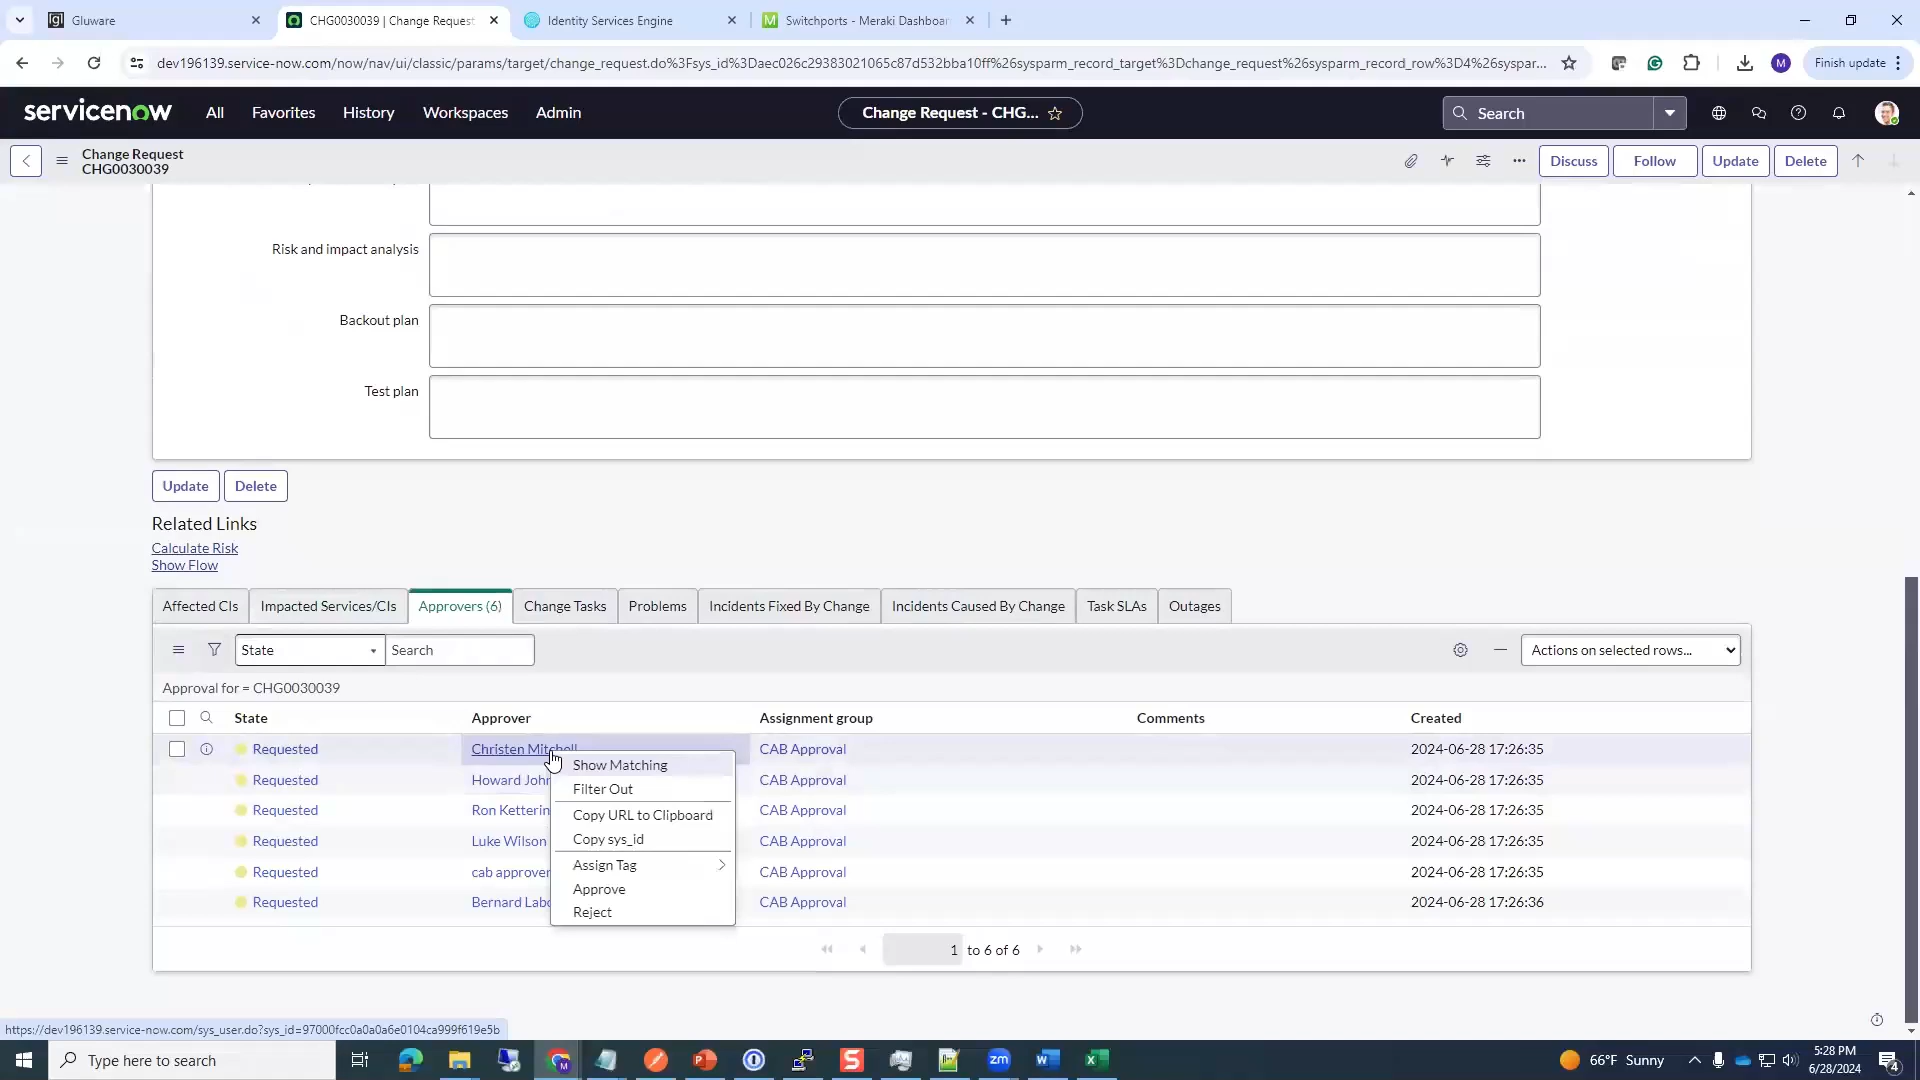 Gluware
CHG0030039 | Change Request
Identity Services Engine
Switchports - Meraki Dashboar
dev196139.service-now.com/now/nav/ui/classic/params/target/change_request.do%3Fsys_id%3Daec026c29383021065c87d532bba10ff%26sysparm_record_target%3Dchange_request%26sysparm_record_row%3D4%26syspar...
M
Finish update
servicenow
All
Favorites
History
Workspaces
Admin
Change Request - CHG...
Search
Change Request
CHG0030039
Discuss
Follow
Update
Delete
Risk and impact analysis
Backout plan
Test plan
Update
Delete
Related Links
Calculate Risk
Show Flow
Affected CIs
Impacted Services/CIs
Approvers (6)
Change Tasks
Problems
Incidents Fixed By Change
Incidents Caused By Change
Task SLAs
Outages
State
Search
Actions on selected rows...
Approval for = CHG0030039
State Approver Assignment group Comments Created
Requested Christen Mitchell CAB Approval 2024-06-28 17:26:35
Requested Howard John CAB Approval 2024-06-28 17:26:35
Requested Ron Ketterin CAB Approval 2024-06-28 17:26:35
Requested Luke Wilson CAB Approval 2024-06-28 17:26:35
Requested cab approver CAB Approval 2024-06-28 17:26:35
Requested Bernard Labo CAB Approval 2024-06-28 17:26:36
Show Matching
Filter Out
Copy URL to Clipboard
Copy sys_id
Assign Tag
Approve
Reject
1 to 6 of 6
https://dev196139.service-now.com/sys_user.do?sys_id=97000fcc0a0a0a6e0104ca999f619e5b
Type here to search
66°F Sunny
5:28 PM
6/28/2024
4